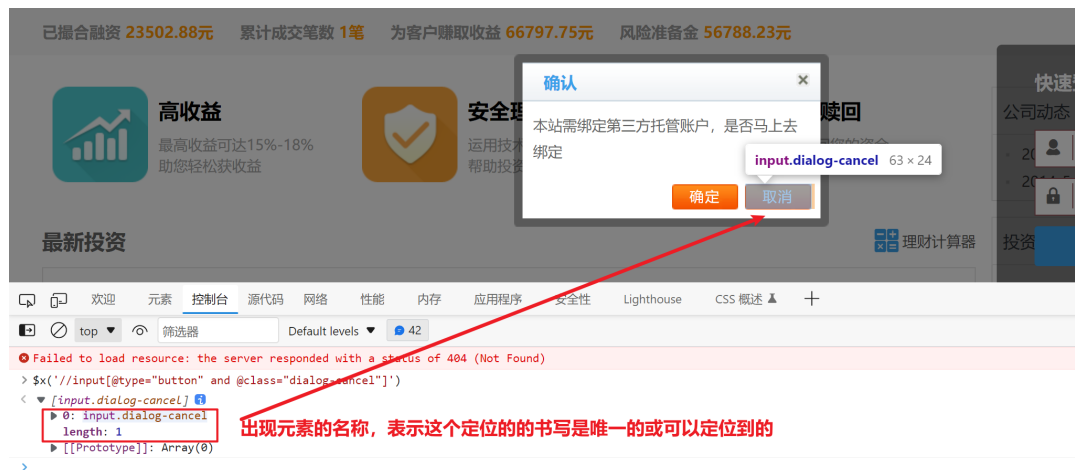 已撮合融资 23502.88元 累计成交笔数 1笔 为客户赚取收益 66797.75元 风险准备金 56788.23元
确认 ×
快速
高收益
安全理
赎回
公司动态
最高收益可达15%-18%
助您轻松获收益
运用技术
帮助投资
本站需绑定第三方托管账户，是否马上去
绑定
input.dialog-cancel 63 × 24
确定 取消
最新投资
理财计算器
投资
欢迎 元素 控制台 源代码 网络 性能 内存 应用程序 安全性 Lighthouse CSS 概述
top ▼ 筛选器 Default levels ▼ 42
Failed to load resource: the server responded with a status of 404 (Not Found)
> $x('//input[@type="button" and @class="dialog-cancel"]')
< ▼ [input.dialog-cancel] i
▶ 0: input.dialog-cancel
length: 1
▶ [[Prototype]]: Array(0)
>
出现元素的名称，表示这个定位的的书写是唯一的或可以定位到的